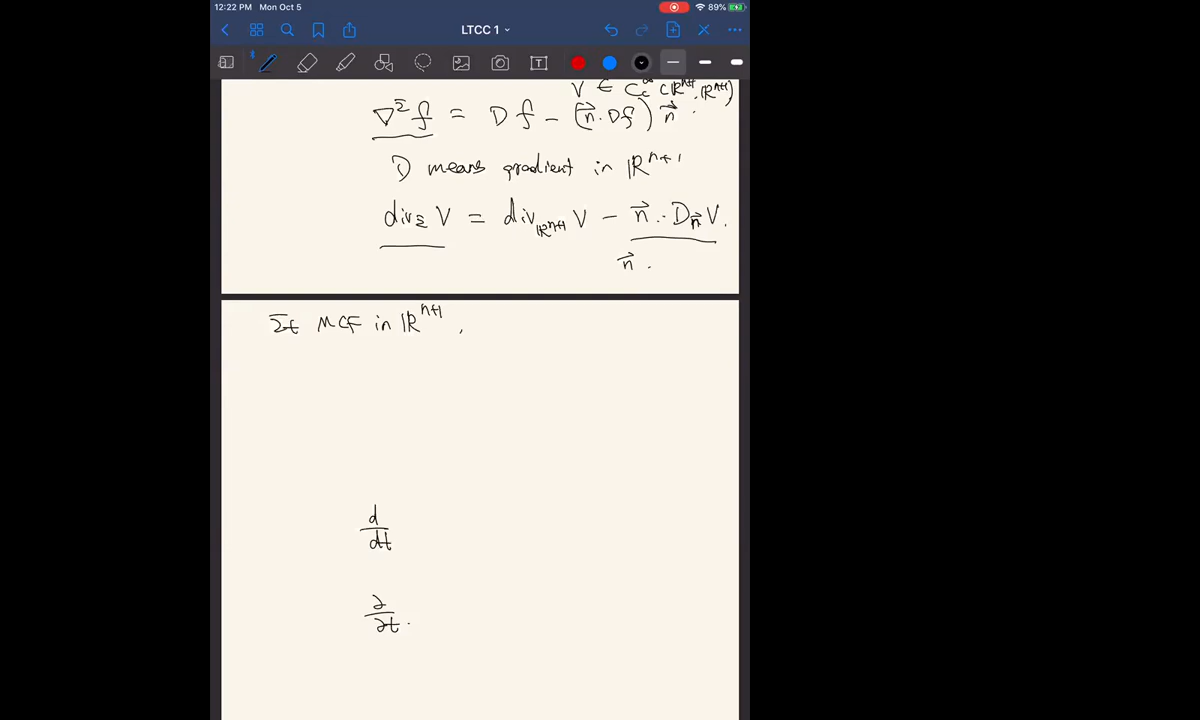 12:22 PM Mon Oct 5
89%
LTCC 1
V ∈ C_c^∞ (ℝ^{n+1}, ℝ^{n+1})
∇^Σ f = Df − (n⃗ · Df) n⃗.
D means gradient in ℝ^{n+1}
div_Σ V = div_{ℝ^{n+1}} V − n⃗ · D_{n⃗} V.
n⃗ .
Σ_t MCF in ℝ^{n+1},
d/dt
∂/∂t.